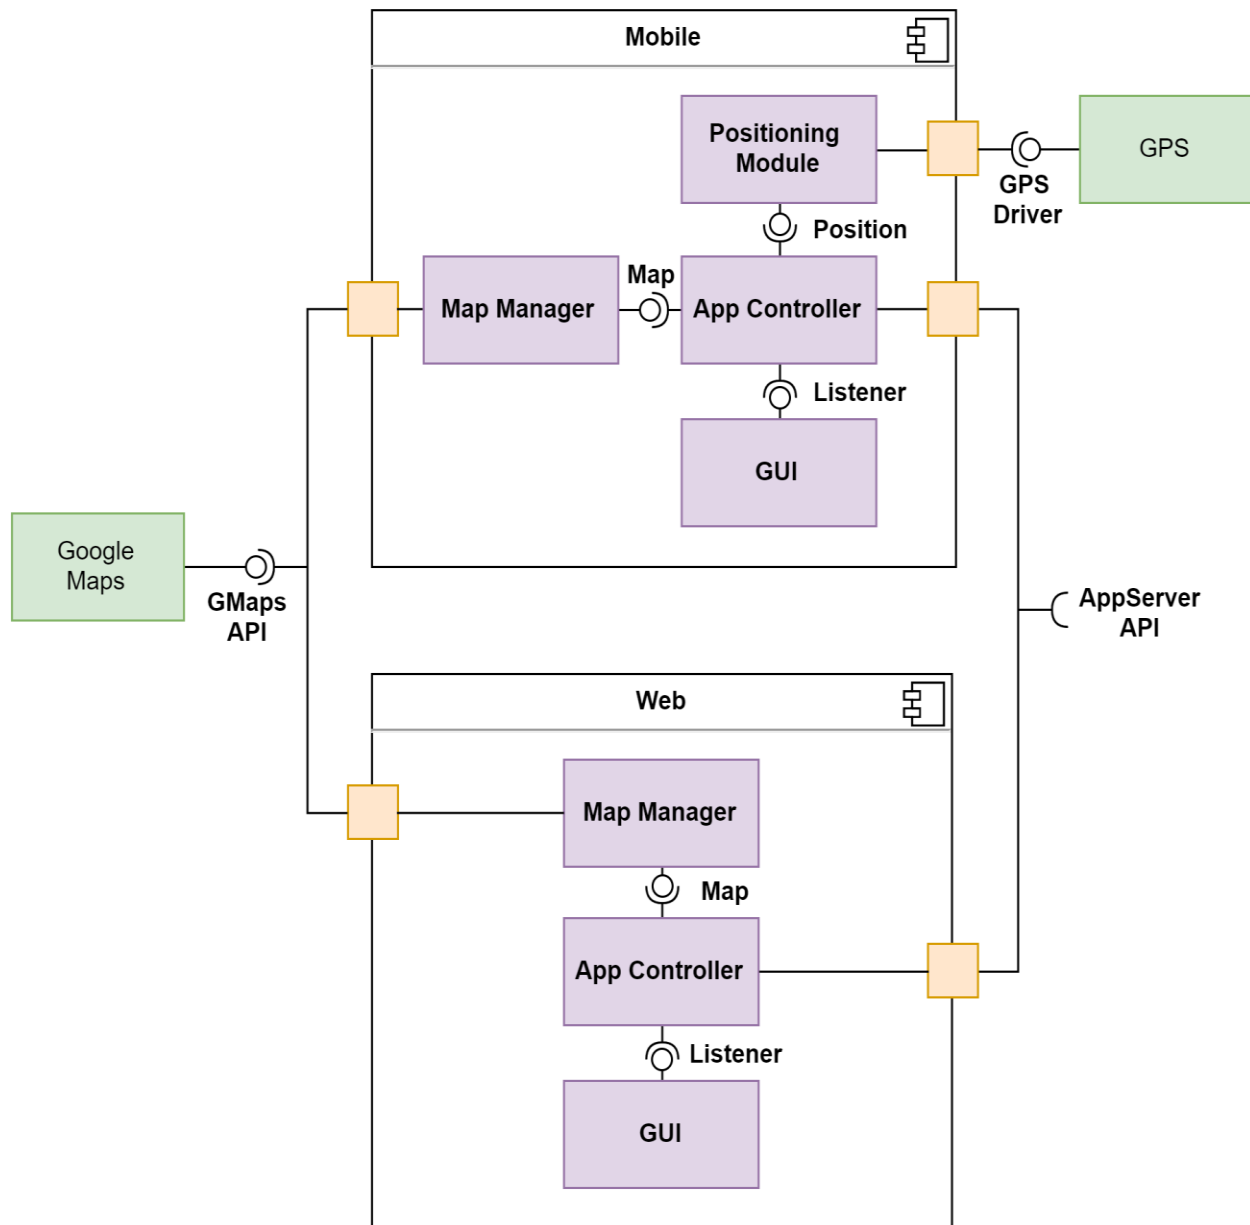 Mobile
Positioning
Module
GPS
GPS
Driver
Position
Map
Map Manager
App Controller
Listener
GUI
Google
Maps
GMaps
API
AppServer
API
Web
Map Manager
Map
App Controller
Listener
GUI